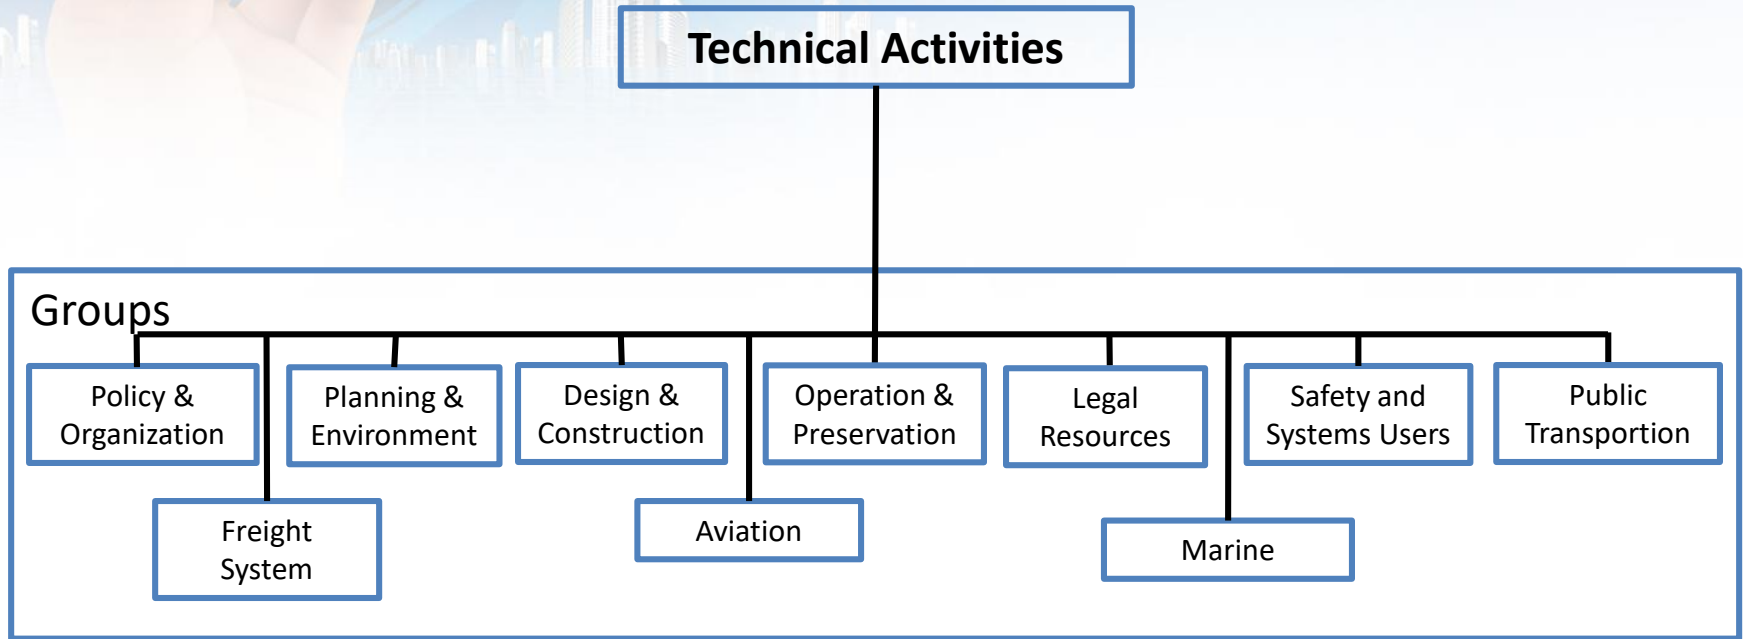 Technical Activities
Groups
Policy &
Organization
Planning &
Environment
Design &
Construction
Operation &
Preservation
Legal
Resources
Safety and
Systems Users
Public
Transportion
Freight
System
Aviation
Marine